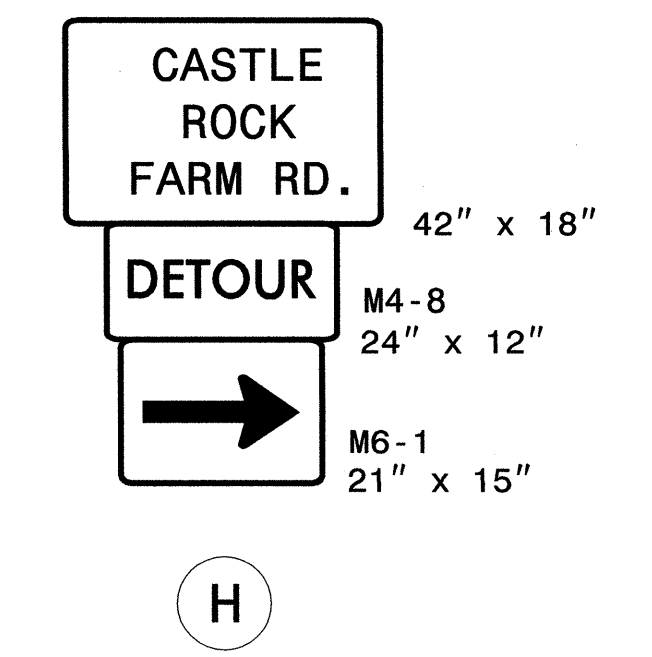 CASTLE
ROCK
FARM RD.
42" x 18"
DETOUR
M4-8
24" x 12"
M6-1
21" x 15"
H